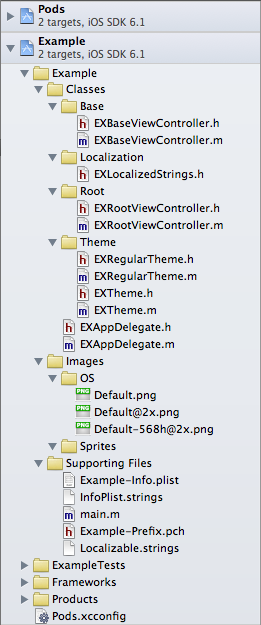 Pods
2 targets, iOS SDK 6.1
Example
2 targets, iOS SDK 6.1
Example
Classes
Base
h EXBaseViewController.h
m EXBaseViewController.m
Localization
h EXLocalizedStrings.h
Root
h EXRootViewController.h
m EXRootViewController.m
Theme
h EXRegularTheme.h
m EXRegularTheme.m
h EXTheme.h
m EXTheme.m
h EXAppDelegate.h
m EXAppDelegate.m
Images
OS
PNG Default.png
PNG Default@2x.png
PNG Default-568h@2x.png
Sprites
Supporting Files
Example-Info.plist
InfoPlist.strings
m main.m
h Example-Prefix.pch
Localizable.strings
ExampleTests
Frameworks
Products
Pods.xcconfig